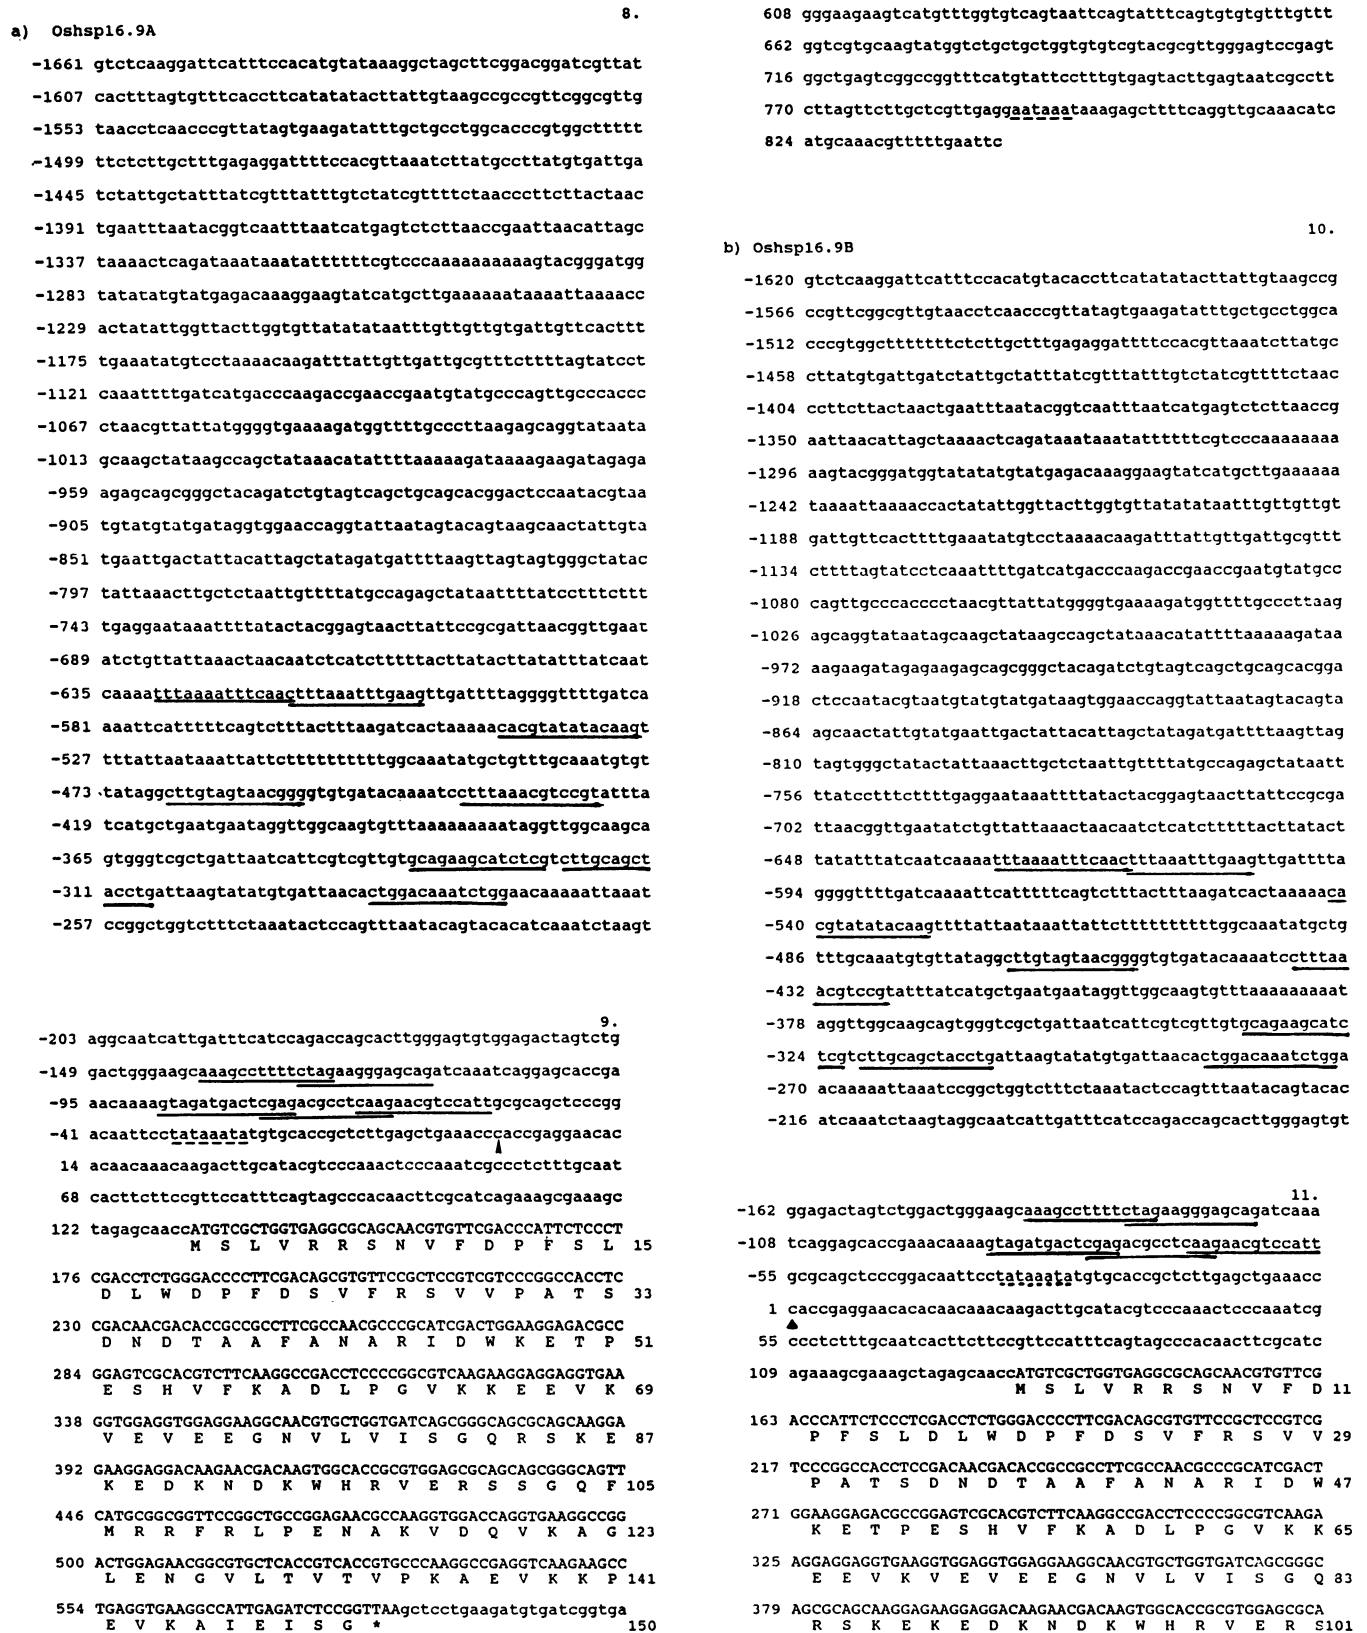 8.
a) Oshsp16.9A
-1661 gtctcaaggattcatttccacatgtataaaggctagcttcggacggatcgttat
-1607 cactttagtgtttcaccttcatatatacttattgtaagccgccgttcggcgttg
-1553 taacctcaacccgttatagtgaagatatttgctgcctggcacccgtggcttttt
-1499 ttctcttgctttgagaggattttccacgttaaatcttatgccttatgtgattga
-1445 tctattgctatttatcgtttatttgtctatcgttttctaacccttcttactaac
-1391 tgaatttaatacggtcaatttaatcatgagtctcttaaccgaattaacattagc
-1337 taaaactcagataaataaatattttttcgtcccaaaaaaaaaagtacgggatgg
-1283 tatatatgtatgagacaaaggaagtatcatgcttgaaaaaataaaattaaaacc
-1229 actatattggttacttggtgttatatataatttgttgttgtgattgttcacttt
-1175 tgaaatatgtcctaaaacaagatttattgttgattgcgtttcttttagtatcct
-1121 caaattttgatcatgacccaagaccgaaccgaatgtatgcccagttgcccaccc
-1067 ctaacgttattatggggtgaaaagatggttttgcccttaagagcaggtataata
-1013 gcaagctataagccagctataaacatattttaaaaagataaaagaagatagaga
-959 agagcagcgggctacagatctgtagtcagctgcagcacggactccaatacgtaa
-905 tgtatgtatgataggtggaaccaggtattaatagtacagtaagcaactattgta
-851 tgaattgactattacattagctatagatgattttaagttagtagtgggctatac
-797 tattaaacttgctctaattgttttatgccagagctataattttatcctttcttt
-743 tgaggaataaattttatactacggagtaacttattccgcgattaacggttgaat
-689 atctgttattaaactaacaatctcatctttttacttatacttatatttatcaat
-635 caaaatttaaaatttcaactttaaatttgaagttgattttaggggttttgatca
-581 aaattcatttttcagtctttactttaagatcactaaaaacacgtatatacaagt
-527 tttattaataaattattcttttttttttggcaaatatgctgtttgcaaatgtgt
-473 tataggcttgtagtaacggggtgtgatacaaaatcctttaaacgtccgtattta
-419 tcatgctgaatgaataggttggcaagtgtttaaaaaaaaataggttggcaagca
-365 gtgggtcgctgattaatcattcgtcgttgtgcagaagcatctcgtcttgcagct
-311 acctgattaagtatatgtgattaacactggacaaatctggaacaaaaattaaat
-257 ccggctggtctttctaaatactccagtttaatacagtacacatcaaatctaagt
9.
-203 aggcaatcattgatttcatccagaccagcacttgggagtgtggagactagtctg
-149 gactgggaagcaaagccttttctagaagggagcagatcaaatcaggagcaccga
-95 aacaaaagtagatgactcgagacgcctcaagaacgtccattgcgcagctcccgg
-41 acaattcctataaatatgtgcaccgctcttgagctgaaacccaccgaggaacac
14 acaacaaacaagacttgcatacgtcccaaactcccaaatcgccctctttgcaat
68 cacttcttccgttccatttcagtagcccacaacttcgcatcagaaagcgaaagc
122 tagagcaaccATGTCGCTGGTGAGGCGCAGCAACGTGTTCGACCCATTCTCCCT
M S L V R R S N V F D P F S L 15
176 CGACCTCTGGGACCCCTTCGACAGCGTGTTCCGCTCCGTCGTCCCGGCCACCTC
D L W D P F D S V F R S V V P A T S 33
230 CGACAACGACACCGCCGCCTTCGCCAACGCCCGCATCGACTGGAAGGAGACGCC
D N D T A A F A N A R I D W K E T P 51
284 GGAGTCGCACGTCTTCAAGGCCGACCTCCCCGGCGTCAAGAAGGAGGAGGTGAA
E S H V F K A D L P G V K K E E V K 69
338 GGTGGAGGTGGAGGAAGGCAACGTGCTGGTGATCAGCGGGCAGCGCAGCAAGGA
V E V E E G N V L V I S G Q R S K E 87
392 GAAGGAGGACAAGAACGACAAGTGGCACCGCGTGGAGCGCAGCAGCGGGCAGTT
K E D K N D K W H R V E R S S G Q F 105
446 CATGCGGCGGTTCCGGCTGCCGGAGAACGCCAAGGTGGACCAGGTGAAGGCCGG
M R R F R L P E N A K V D Q V K A G 123
500 ACTGGAGAACGGCGTGCTCACCGTCACCGTGCCCAAGGCCGAGGTCAAGAAGCC
L E N G V L T V T V P K A E V K K P 141
554 TGAGGTGAAGGCCATTGAGATCTCCGGTTAAgctcctgaagatgtgatcggtga
E V K A I E I S G * 150
608 gggaagaagtcatgtttggtgtcagtaattcagtatttcagtgtgtgtttgttt
662 ggtcgtgcaagtatggtctgctgctggtgtgtcgtacgcgttgggagtccgagt
716 ggctgagtcggccggtttcatgtattcctttgtgagtacttgagtaatcgcctt
770 cttagttcttgctcgttgaggaataaataaagagcttttcaggttgcaaacatc
824 atgcaaacgtttttgaattc
10.
b) Oshsp16.9B
-1620 gtctcaaggattcatttccacatgtacaccttcatatatacttattgtaagccg
-1566 ccgttcggcgttgtaacctcaacccgttatagtgaagatatttgctgcctggca
-1512 cccgtggctttttttctcttgctttgagaggattttccacgttaaatcttatgc
-1458 cttatgtgattgatctattgctatttatcgtttatttgtctatcgttttctaac
-1404 ccttcttactaactgaatttaatacggtcaatttaatcatgagtctcttaaccg
-1350 aattaacattagctaaaactcagataaataaatattttttcgtcccaaaaaaaa
-1296 aagtacgggatggtatatatgtatgagacaaaggaagtatcatgcttgaaaaaa
-1242 taaaattaaaaccactatattggttacttggtgttatatataatttgttgttgt
-1188 gattgttcacttttgaaatatgtcctaaaacaagatttattgttgattgcgttt
-1134 cttttagtatcctcaaattttgatcatgacccaagaccgaaccgaatgtatgcc
-1080 cagttgcccacccctaacgttattatggggtgaaaagatggttttgcccttaag
-1026 agcaggtataatagcaagctataagccagctataaacatattttaaaaagataa
-972 aagaagatagagaagagcagcgggctacagatctgtagtcagctgcagcacgga
-918 ctccaatacgtaatgtatgtatgataagtggaaccaggtattaatagtacagta
-864 agcaactattgtatgaattgactattacattagctatagatgattttaagttag
-810 tagtgggctatactattaaacttgctctaattgttttatgccagagctataatt
-756 ttatcctttcttttgaggaataaattttatactacggagtaacttattccgcga
-702 ttaacggttgaatatctgttattaaactaacaatctcatctttttacttatact
-648 tatatttatcaatcaaaatttaaaatttcaactttaaatttgaagttgatttta
-594 ggggttttgatcaaaattcatttttcagtctttactttaagatcactaaaaaca
-540 cgtatatacaagttttattaataaattattcttttttttttggcaaatatgctg
-486 tttgcaaatgtgttataggcttgtagtaacggggtgtgatacaaaatcctttaa
-432 acgtccgtatttatcatgctgaatgaataggttggcaagtgtttaaaaaaaaat
-378 aggttggcaagcagtgggtcgctgattaatcattcgtcgttgtgcagaagcatc
-324 tcgtcttgcagctacctgattaagtatatgtgattaacactggacaaatctgga
-270 acaaaaattaaatccggctggtctttctaaatactccagtttaatacagtacac
-216 atcaaatctaagtaggcaatcattgatttcatccagaccagcacttgggagtgt
11.
-162 ggagactagtctggactgggaagcaaagccttttctagaagggagcagatcaaa
-108 tcaggagcaccgaaacaaaagtagatgactcgagacgcctcaagaacgtccatt
-55 gcgcagctcccggacaattcctataaatatgtgcaccgctcttgagctgaaacc
1 caccgaggaacacacaacaaacaagacttgcatacgtcccaaactcccaaatcg
55 ccctctttgcaatcacttcttccgttccatttcagtagcccacaacttcgcatc
109 agaaagcgaaagctagagcaaccATGTCGCTGGTGAGGCGCAGCAACGTGTTCG
M S L V R R S N V F D 11
163 ACCCATTCTCCCTCGACCTCTGGGACCCCTTCGACAGCGTGTTCCGCTCCGTCG
P F S L D L W D P F D S V F R S V V 29
217 TCCCGGCCACCTCCGACAACGACACCGCCGCCTTCGCCAACGCCCGCATCGACT
P A T S D N D T A A F A N A R I D W 47
271 GGAAGGAGACGCCGGAGTCGCACGTCTTCAAGGCCGACCTCCCCGGCGTCAAGA
K E T P E S H V F K A D L P G V K K 65
325 AGGAGGAGGTGAAGGTGGAGGTGGAGGAAGGCAACGTGCTGGTGATCAGCGGGC
E E V K V E V E E G N V L V I S G Q 83
379 AGCGCAGCAAGGAGAAGGAGGACAAGAACGACAAGTGGCACCGCGTGGAGCGCA
R S K E K E D K N D K W H R V E R S 101